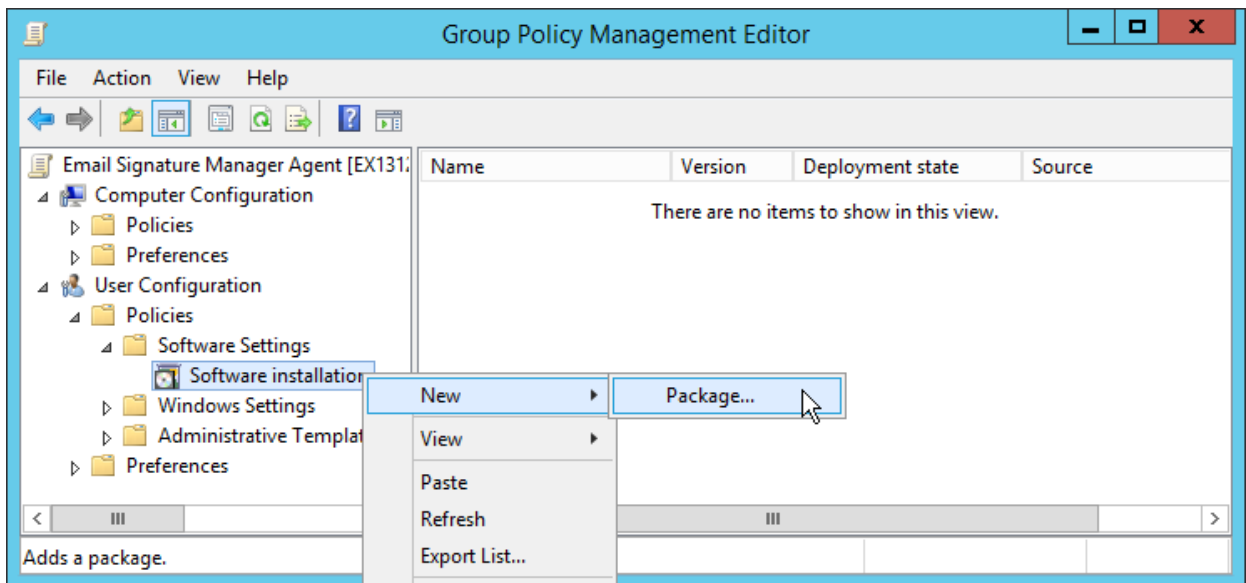 Group Policy Management Editor
File Action View Help
Email Signature Manager Agent [EX131
Name Version Deployment state Source
Computer Configuration
There are no items to show in this view.
Policies
Preferences
User Configuration
Policies
Software Settings
Software installation
New Package...
Windows Settings
Administrative Templat
View
Preferences
Paste
Refresh
Export List...
Adds a package.